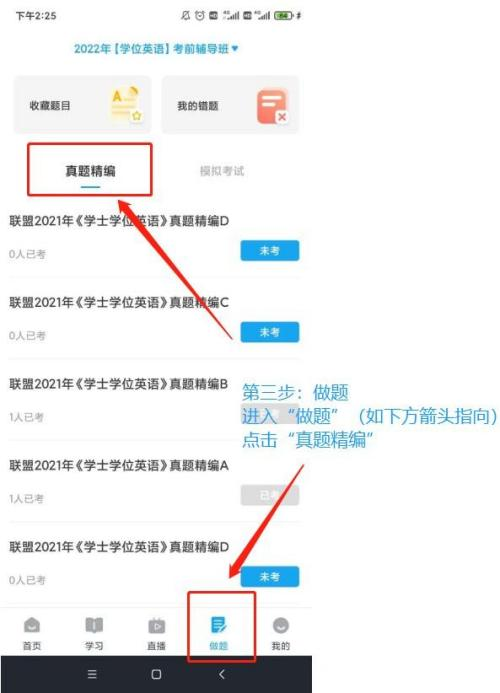 下午2:25
2022年【学位英语】考前辅导班
收藏题目
我的错题
真题精编
模拟考试
联盟2021年《学士学位英语》真题精编D
0人已考
未考
联盟2021年《学士学位英语》真题精编C
0人已考
未考
联盟2021年《学士学位英语》真题精编B
1人已考
第三步：做题
进入“做题”（如下方箭头指向）
点击“真题精编”
联盟2021年《学士学位英语》真题精编A
1人已考
已考
联盟2021年《学士学位英语》真题精编D
0人已考
未考
首页
学习
直播
做题
我的